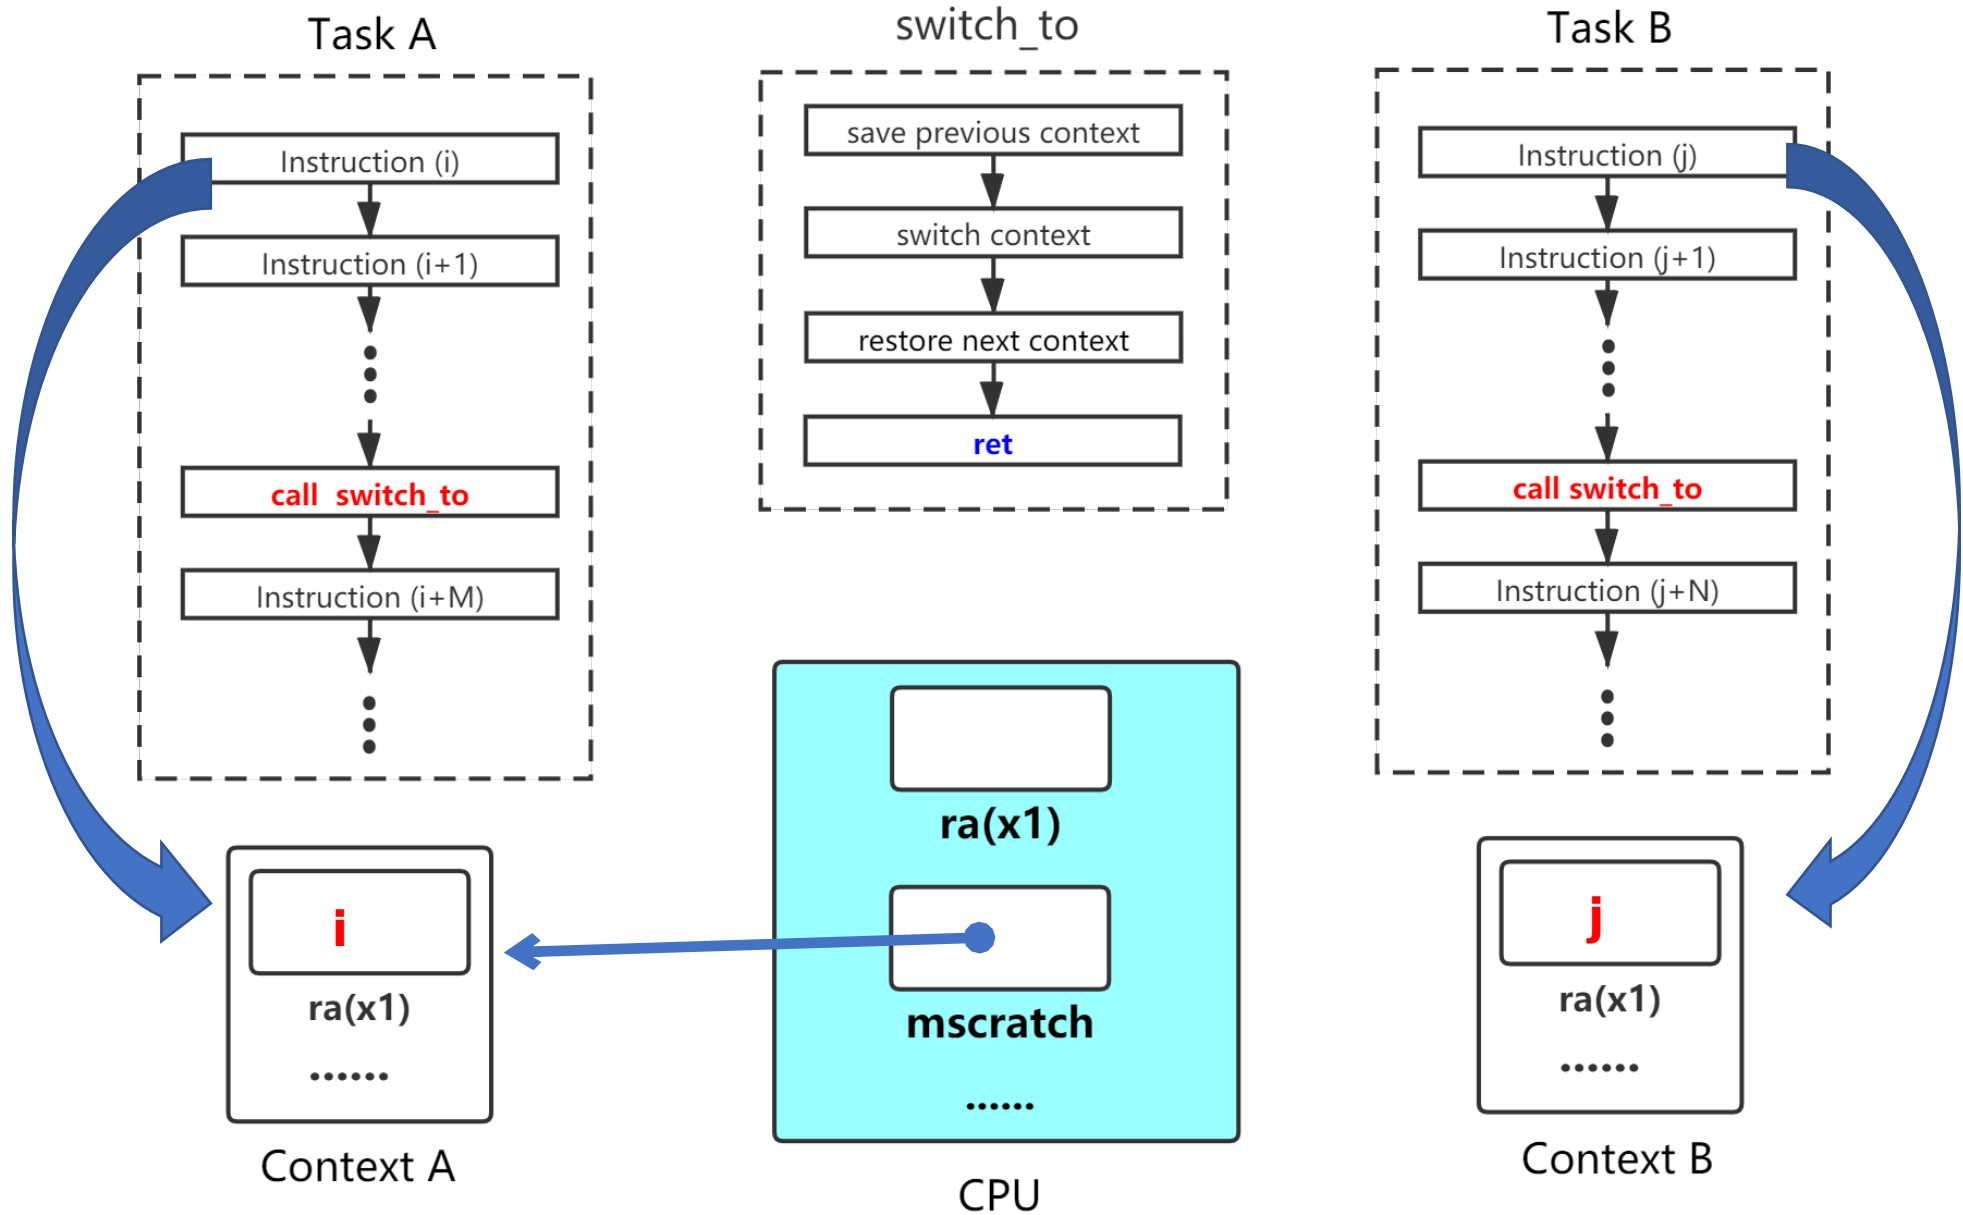 Task A
Instruction (i)
Instruction (i+1)
call switch_to
Instruction (i+M)
i
ra(x1)
......
Context A
switch_to
save previous context
switch context
restore next context
ret
ra(x1)
mscratch
......
CPU
Task B
Instruction (j)
Instruction (j+1)
call switch_to
Instruction (j+N)
j
ra(x1)
......
Context B